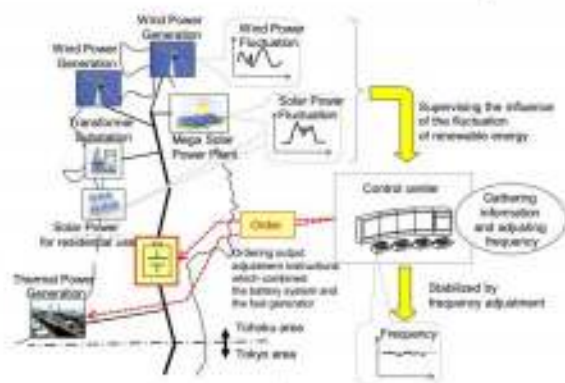 Wind Power
Generation
Wind Power
Generation
Wind Power
Fluctuation
Transformer
Substation
Mega Solar
Power Plant
Solar Power
Fluctuation
Supervising the influence
of the fluctuation
of renewable energy
Solar Power
for residential use
Order
Control center
Gathering
information
and adjusting
frequency
Ordering output
adjustment instructions
which combined
the battery system and
the fuel generator
Thermal Power
Generation
Stabilized by
frequency adjustment
Frequency
Tohoku area
Tokyo area